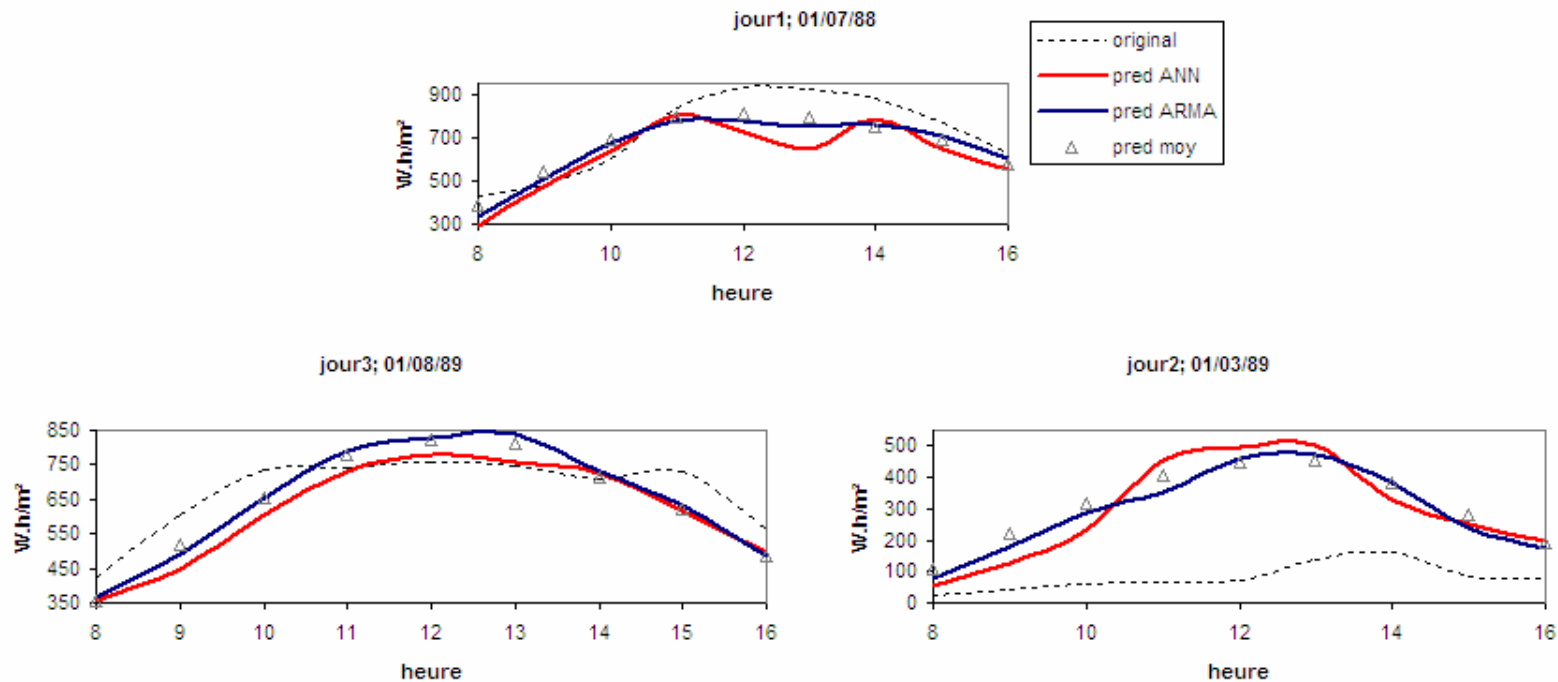 jour1; 01/07/88
original
pred ANN
pred ARMA
pred moy
W.h/m²
900
700
500
300
8 10 12 14 16
heure
jour3; 01/08/89
W.h/m²
850
750
650
550
450
350
8 9 10 11 12 13 14 15 16
heure
jour2; 01/03/89
W.h/m²
500
400
300
200
100
0
8 10 12 14 16
heure